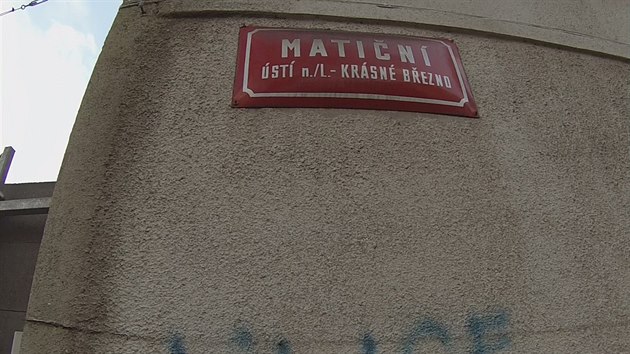 MATIČNÍ
ÚSTÍ n./L.- KRÁSNÉ BŘEZNO